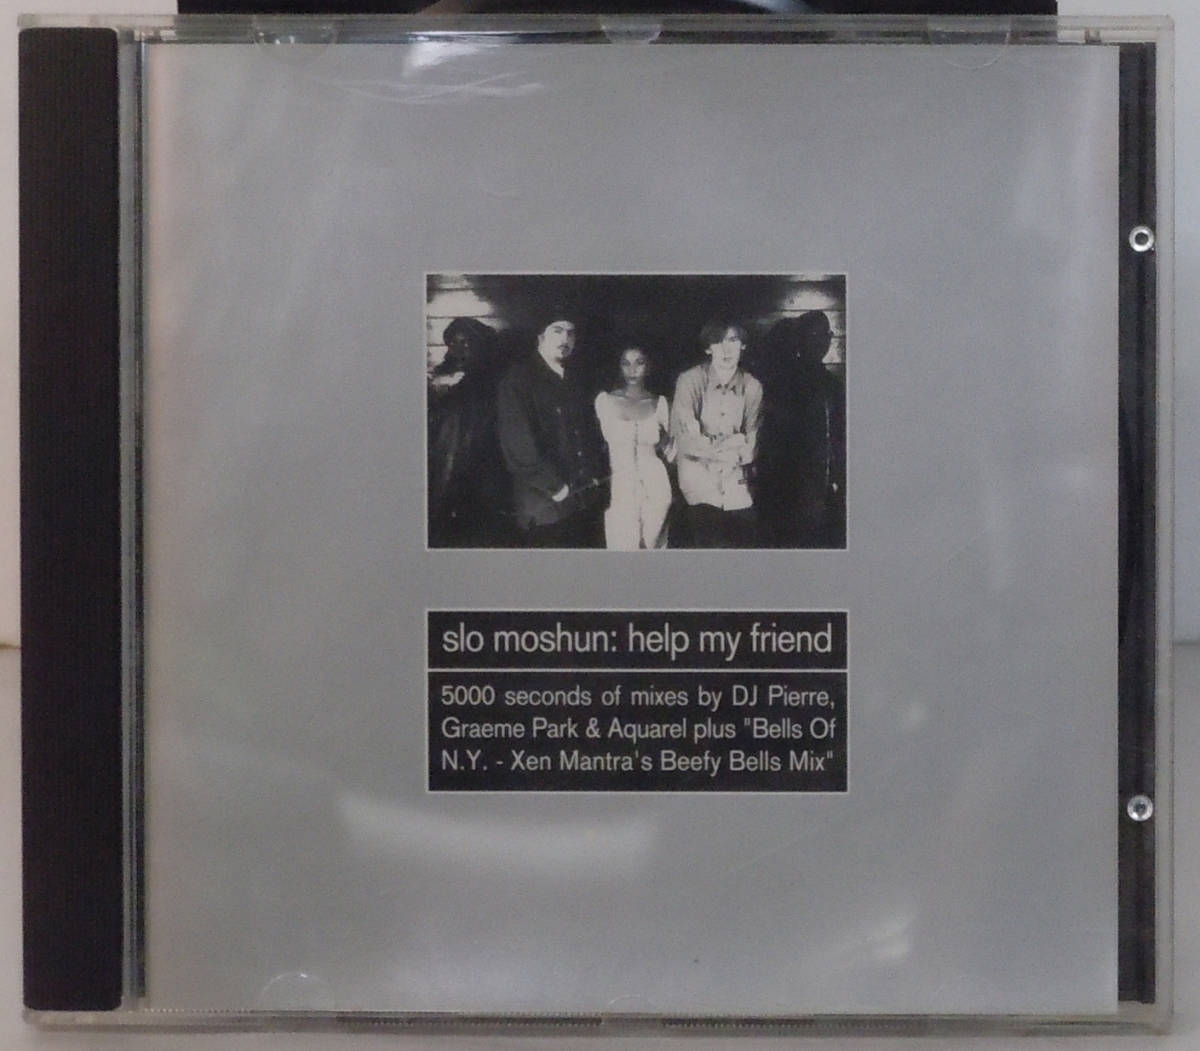 slo moshun: help my friend
5000 seconds of mixes by DJ Pierre,
Graeme Park & Aquarel plus "Bells Of
N.Y. - Xen Mantra's Beefy Bells Mix"